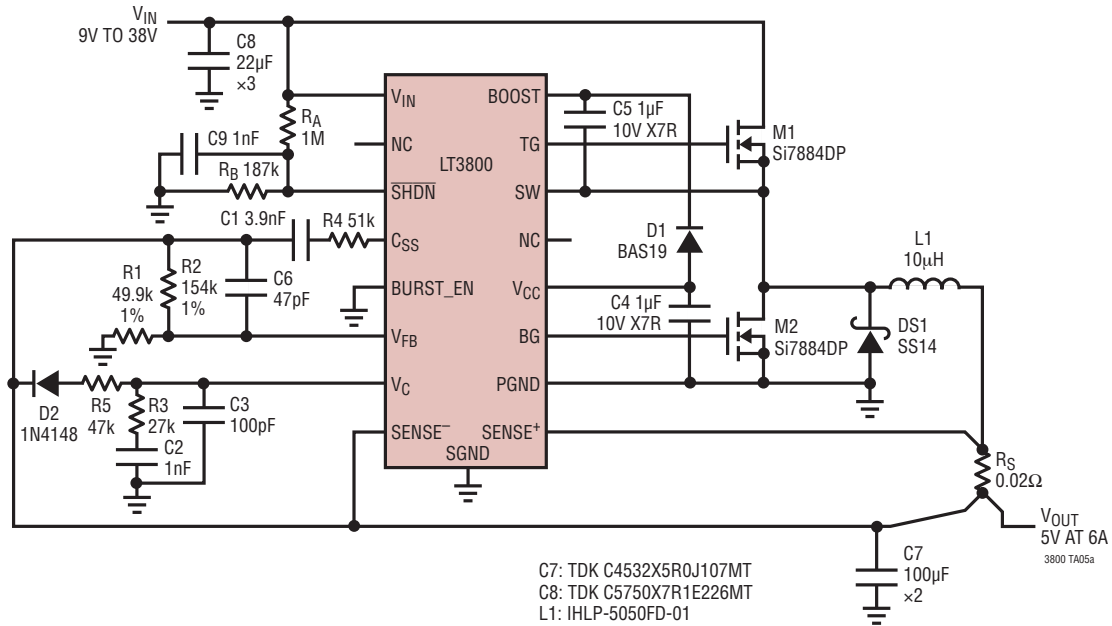 VIN
9V TO 38V
C8
22µF
×3
RA
1M
C9 1nF
RB 187k
C1 3.9nF
R4 51k
R1
49.9k
1%
R2
154k
1%
C6
47pF
D2
1N4148
R5
47k
R3
27k
C2
1nF
C3
100pF
LT3800
VIN
NC
SHDN
CSS
BURST_EN
VFB
VC
SENSE–
SGND
BOOST
TG
SW
NC
VCC
BG
PGND
SENSE+
C5 1µF
10V X7R
M1
Si7884DP
D1
BAS19
C4 1µF
10V X7R
M2
Si7884DP
L1
10µH
DS1
SS14
RS
0.02Ω
VOUT
5V AT 6A
3800 TA05a
C7
100µF
×2
C7: TDK C4532X5R0J107MT
C8: TDK C5750X7R1E226MT
L1: IHLP-5050FD-01